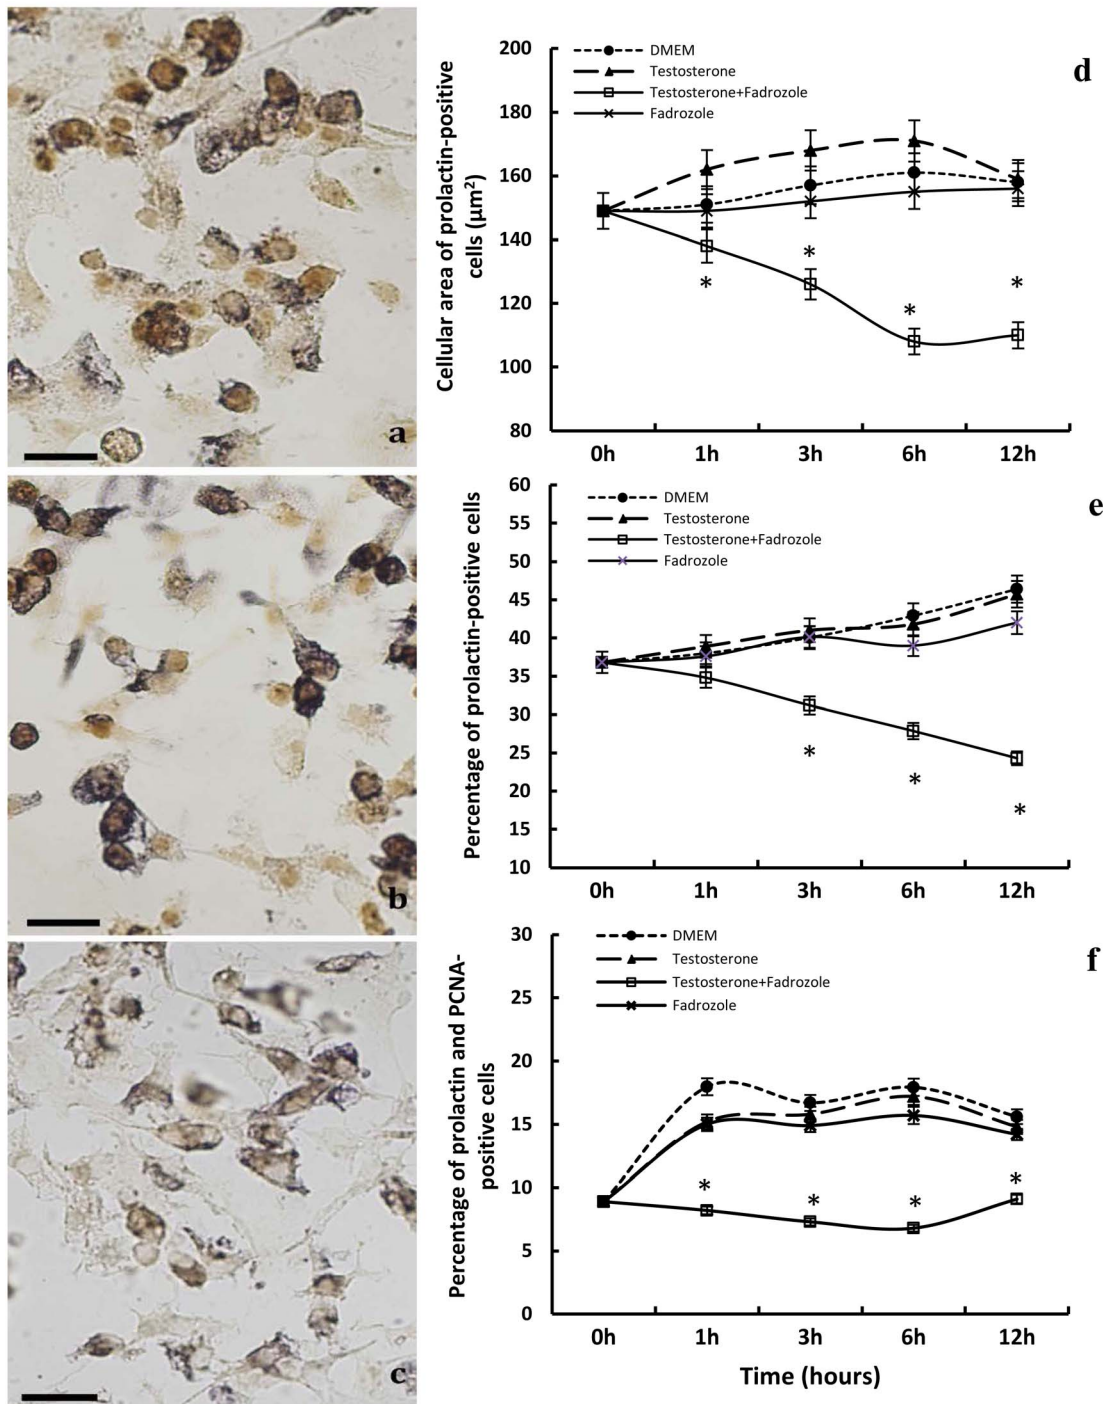 a
b
c
d
DMEM
Testosterone
Testosterone+Fadrozole
Fadrozole
Cellular area of prolactin-positive
cells (µm²)
200
180
160
140
120
100
80
*
*
*
*
0h 1h 3h 6h 12h
e
DMEM
Testosterone
Testosterone+Fadrozole
Fadrozole
Percentage of prolactin-positive cells
60
55
50
45
40
35
30
25
20
15
10
*
*
*
0h 1h 3h 6h 12h
f
DMEM
Testosterone
Testosterone+Fadrozole
Fadrozole
Percentage of prolactin and PCNA-
positive cells
30
25
20
15
10
5
0
*
*
*
*
0h 1h 3h 6h 12h
Time (hours)